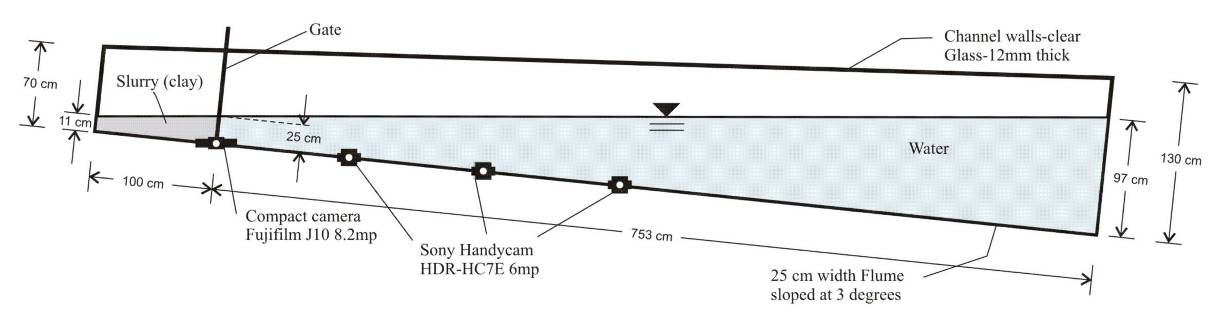 Gate
Channel walls-clear
Glass-12mm thick
70 cm
Slurry (clay)
11 cm
25 cm
Water
130 cm
97 cm
100 cm
Compact camera
Fujifilm J10 8.2mp
Sony Handycam
HDR-HC7E 6mp
753 cm
25 cm width Flume
sloped at 3 degrees